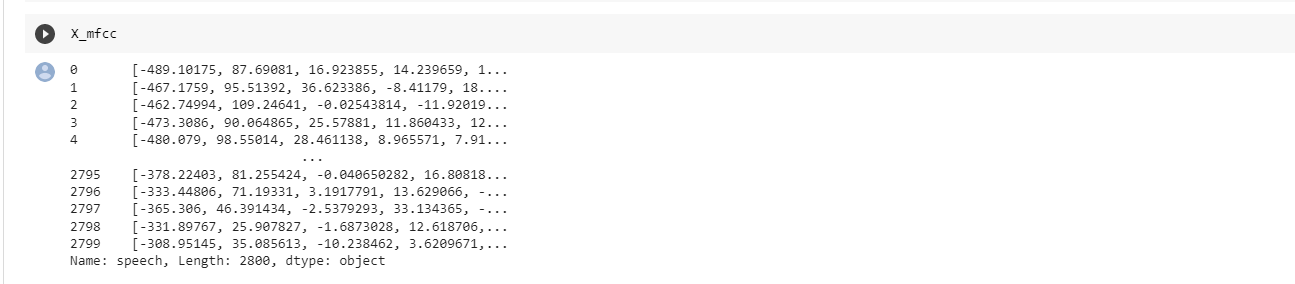 X_mfcc
0 [-489.10175, 87.69081, 16.923855, 14.239659, 1...
1 [-467.1759, 95.51392, 36.623386, -8.41179, 18....
2 [-462.74994, 109.24641, -0.02543814, -11.92019...
3 [-473.3086, 90.064865, 25.57881, 11.860433, 12...
4 [-480.079, 98.55014, 28.461138, 8.965571, 7.91...
...
2795 [-378.22403, 81.255424, -0.040650282, 16.80818...
2796 [-333.44806, 71.19331, 3.1917791, 13.629066, -...
2797 [-365.306, 46.391434, -2.5379293, 33.134365, -...
2798 [-331.89767, 25.907827, -1.6873028, 12.618706,...
2799 [-308.95145, 35.085613, -10.238462, 3.6209671,...
Name: speech, Length: 2800, dtype: object